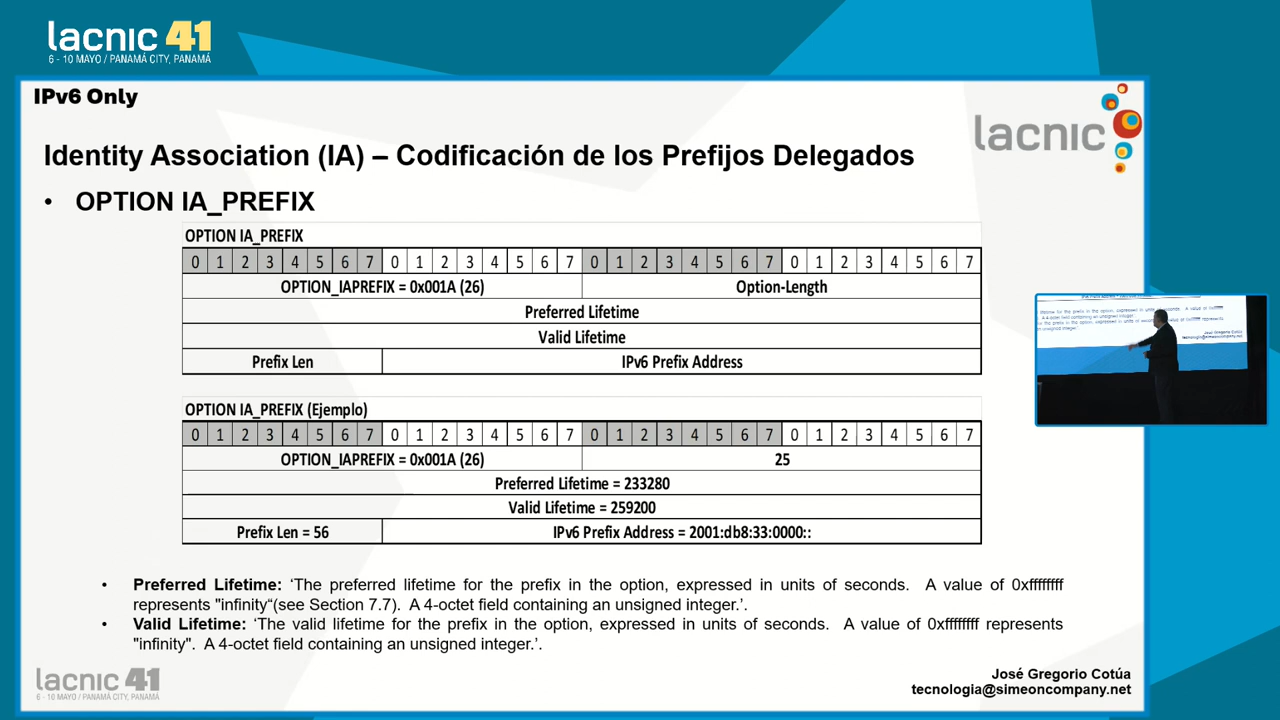 lacnic 41
6 - 10 MAYO / PANAMÁ CITY, PANAMÁ
IPv6 Only
lacnic
Identity Association (IA) – Codificación de los Prefijos Delegados
• OPTION IA_PREFIX
OPTION IA_PREFIX
0 1 2 3 4 5 6 7 0 1 2 3 4 5 6 7 0 1 2 3 4 5 6 7 0 1 2 3 4 5 6 7
OPTION_IAPREFIX = 0x001A (26) Option-Length
Preferred Lifetime
Valid Lifetime
Prefix Len IPv6 Prefix Address
OPTION IA_PREFIX (Ejemplo)
0 1 2 3 4 5 6 7 0 1 2 3 4 5 6 7 0 1 2 3 4 5 6 7 0 1 2 3 4 5 6 7
OPTION_IAPREFIX = 0x001A (26) 25
Preferred Lifetime = 233280
Valid Lifetime = 259200
Prefix Len = 56 IPv6 Prefix Address = 2001:db8:33:0000::
• Preferred Lifetime: ‘The preferred lifetime for the prefix in the option, expressed in units of seconds. A value of 0xffffffff
represents "infinity“(see Section 7.7). A 4-octet field containing an unsigned integer.’.
• Valid Lifetime: ‘The valid lifetime for the prefix in the option, expressed in units of seconds. A value of 0xffffffff represents
"infinity". A 4-octet field containing an unsigned integer.’.
lacnic 41
6 - 10 MAYO / PANAMÁ CITY, PANAMÁ
José Gregorio Cotúa
tecnologia@simeoncompany.net
José Gregorio Cotúa
tecnologia@simeoncompany.net